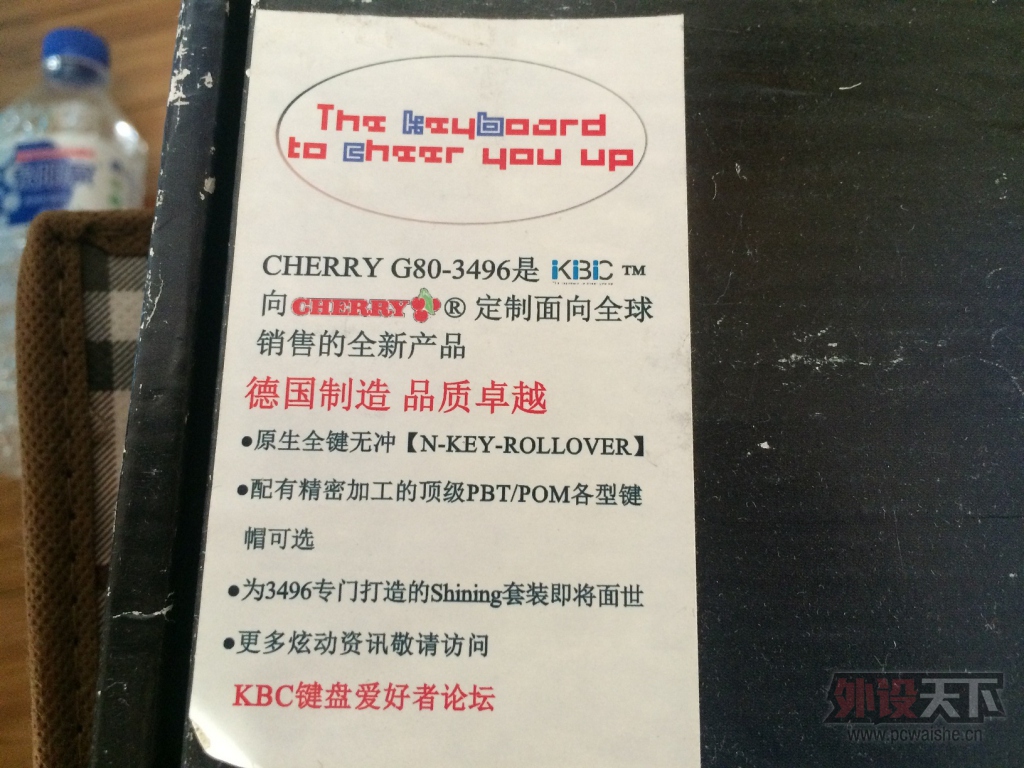 The Keyboard
to Cheer you up
CHERRY G80-3496是 KBC ™
向CHERRY® 定制面向全球
销售的全新产品
德国制造 品质卓越
●原生全键无冲【N-KEY-ROLLOVER】
●配有精密加工的顶级PBT/POM各型键
帽可选
●为3496专门打造的Shining套装即将面世
●更多炫动资讯敬请访问
KBC键盘爱好者论坛
外设天下
www.pcwaishe.cn